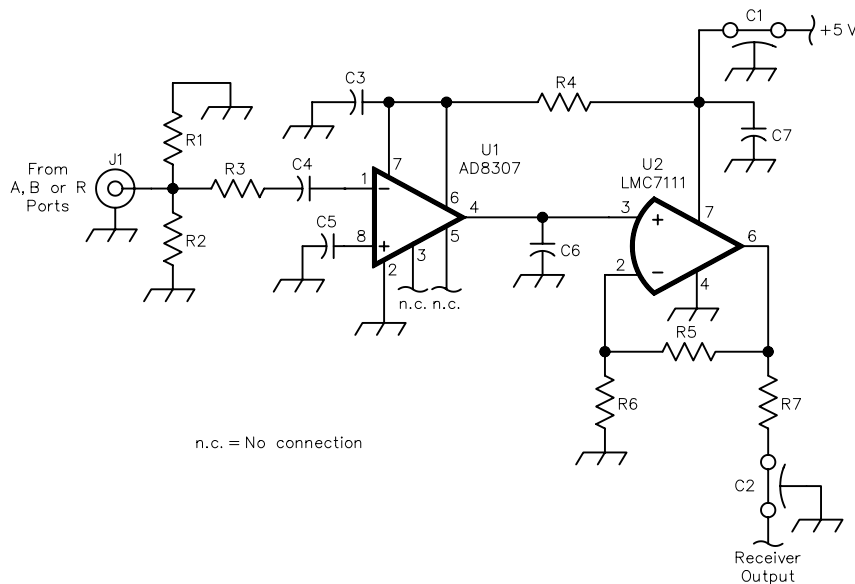 C1
+5 V
C3
R4
R1
U1
AD8307
U2
LMC7111
C7
J1
From
A, B or R
Ports
R3
C4
1
7
−
6
4
3
+
7
R2
C5
8
+
2
3
5
C6
2
−
6
4
n.c. n.c.
R5
R6
R7
n.c. = No connection
C2
Receiver
Output